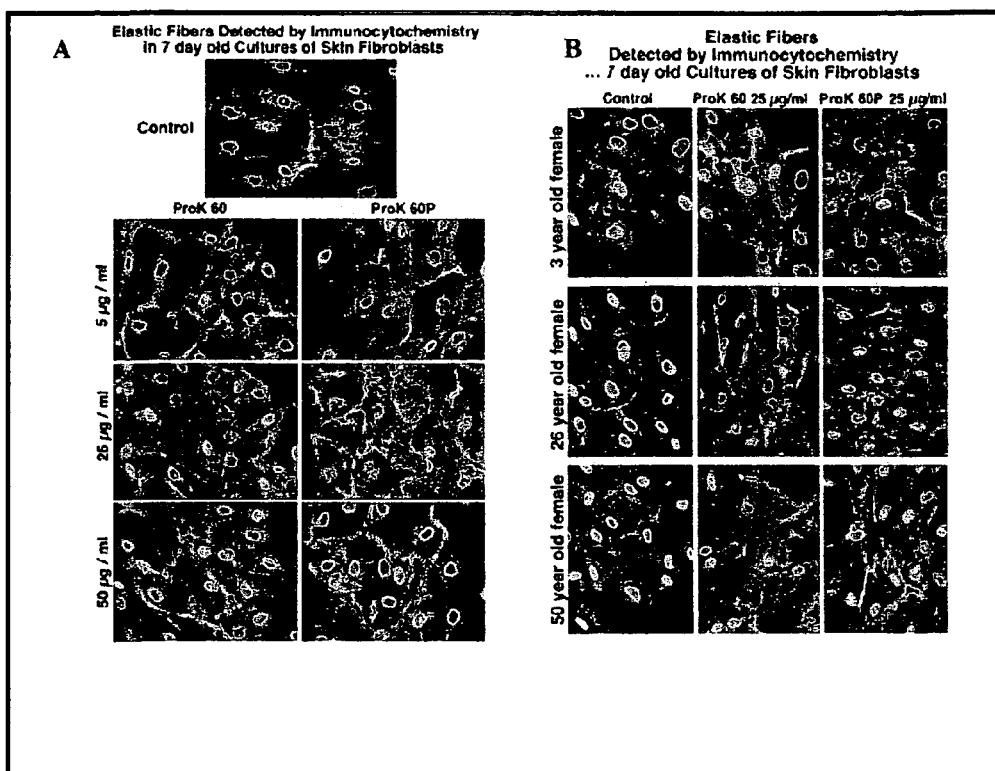 A
Elastic Fibers Detected by Immunocytochemistry
in 7 day old Cultures of Skin Fibroblasts
Control
ProK 60 ProK 60P
5 µg / ml
25 µg / ml
50 µg / ml
B
Elastic Fibers
Detected by Immunocytochemistry
... 7 day old Cultures of Skin Fibroblasts
Control ProK 60 25 µg/ml ProK 60P 25 µg/ml
3 year old female
26 year old female
50 year old female